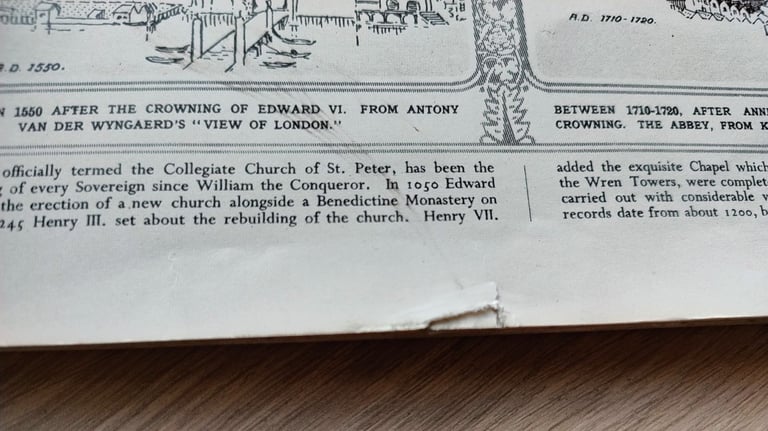 A.D. 1710-1720.
A.D. 1550.
1550 AFTER THE CROWNING OF EDWARD VI. FROM ANTONY
VAN DER WYNGAERD'S "VIEW OF LONDON."
BETWEEN 1710-1720, AFTER
CROWNING. THE ABBEY, FROM
officially termed the Collegiate Church of St. Peter, has been the
of every Sovereign since William the Conqueror. In 1050 Edward
the erection of a new church alongside a Benedictine Monastery on
Henry III. set about the rebuilding of the church. Henry VII.
added the exquisite Chapel which
the Wren Towers, were
carried out with considerable
records date from about 1200,